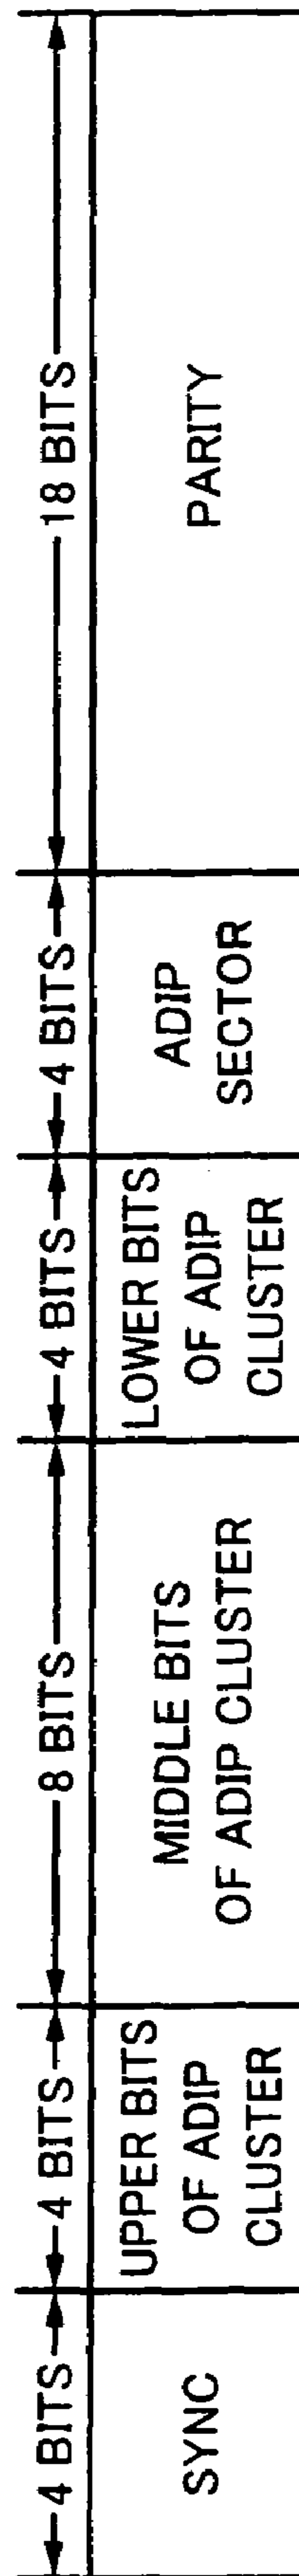 4 BITS
4 BITS
8 BITS
4 BITS
4 BITS
18 BITS
SYNC
UPPER BITS
OF ADIP
CLUSTER
MIDDLE BITS
OF ADIP CLUSTER
LOWER BITS
OF ADIP
CLUSTER
ADIP
SECTOR
PARITY